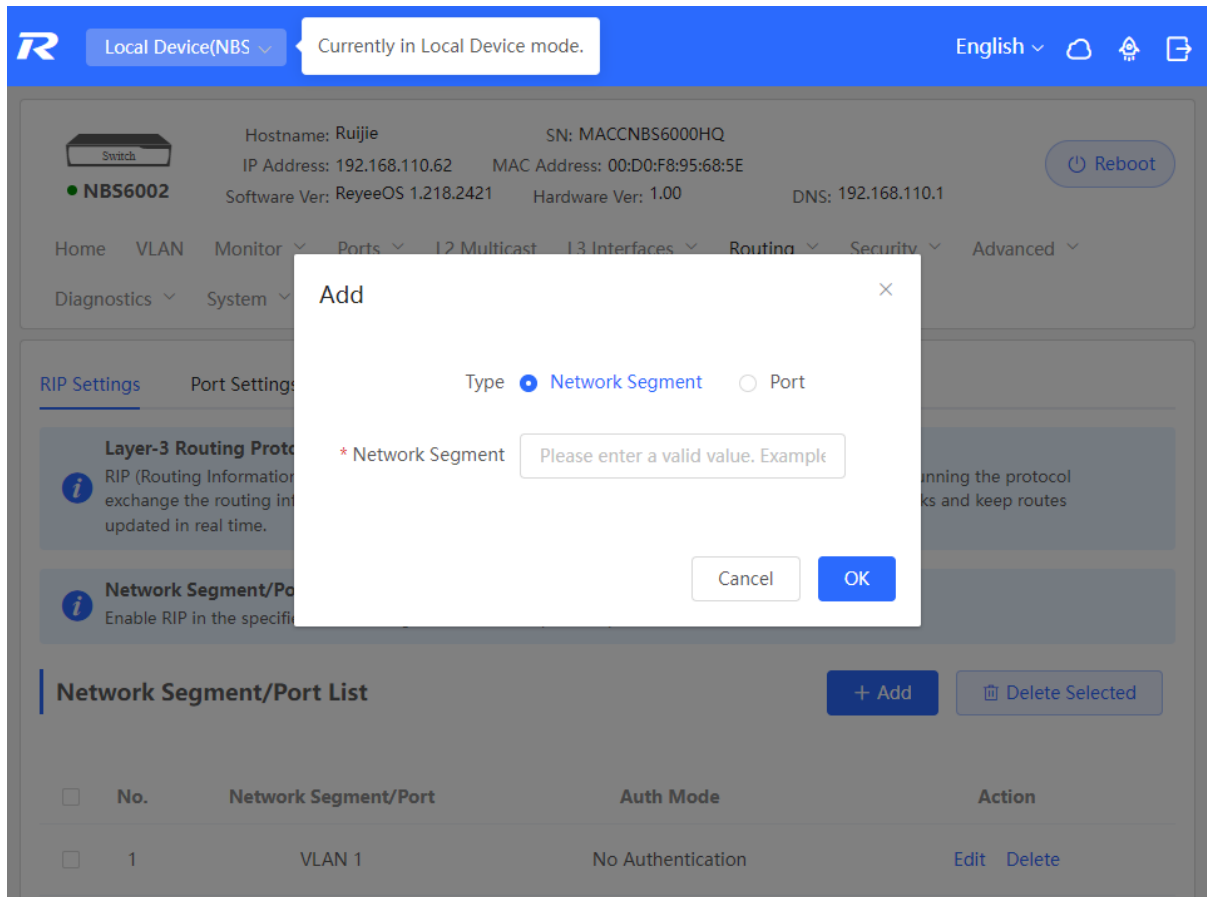 Local Device(NBS
Currently in Local Device mode.
English
Switch
NBS6002
Hostname: Ruijie
SN: MACCNBS6000HQ
IP Address: 192.168.110.62
MAC Address: 00:D0:F8:95:68:5E
Software Ver: ReyeeOS 1.218.2421
Hardware Ver: 1.00
DNS: 192.168.110.1
Reboot
Home VLAN Monitor Ports L2 Multicast L3 Interfaces Routing Security Advanced
Diagnostics System
Add
Type Network Segment Port
* Network Segment Please enter a valid value. Example
Cancel OK
RIP Settings Port Settings
Layer-3 Routing Proto
RIP (Routing Information
unning the protocol
exchange the routing inf
ks and keep routes
updated in real time.
Network Segment/Po
Enable RIP in the specifie
Network Segment/Port List
+ Add Delete Selected
No. Network Segment/Port Auth Mode Action
1 VLAN 1 No Authentication Edit Delete